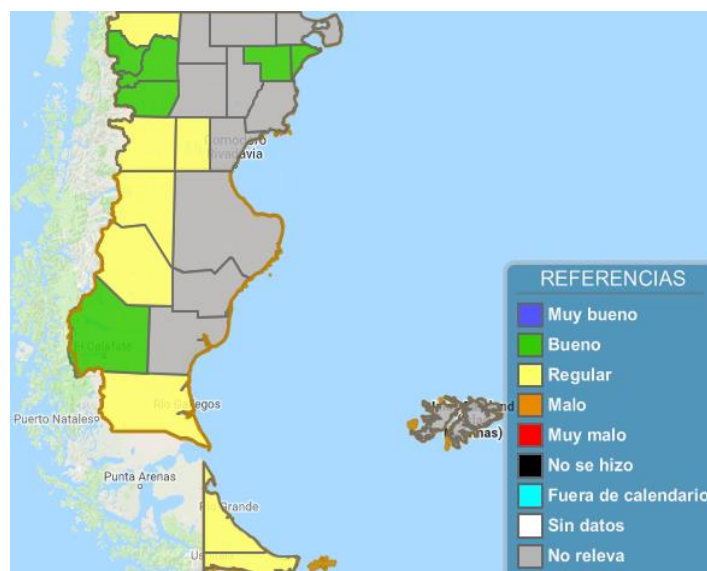 Comodoro
Rivadavia
REFERENCIAS
Muy bueno
Bueno
El Calafate
Regular
Río Gallegos
Malo
Puerto Natales
nas)
Muy malo
No se hizo
Punta Arenas
Fuera de calendario
Río Grande
Sin datos
No releva